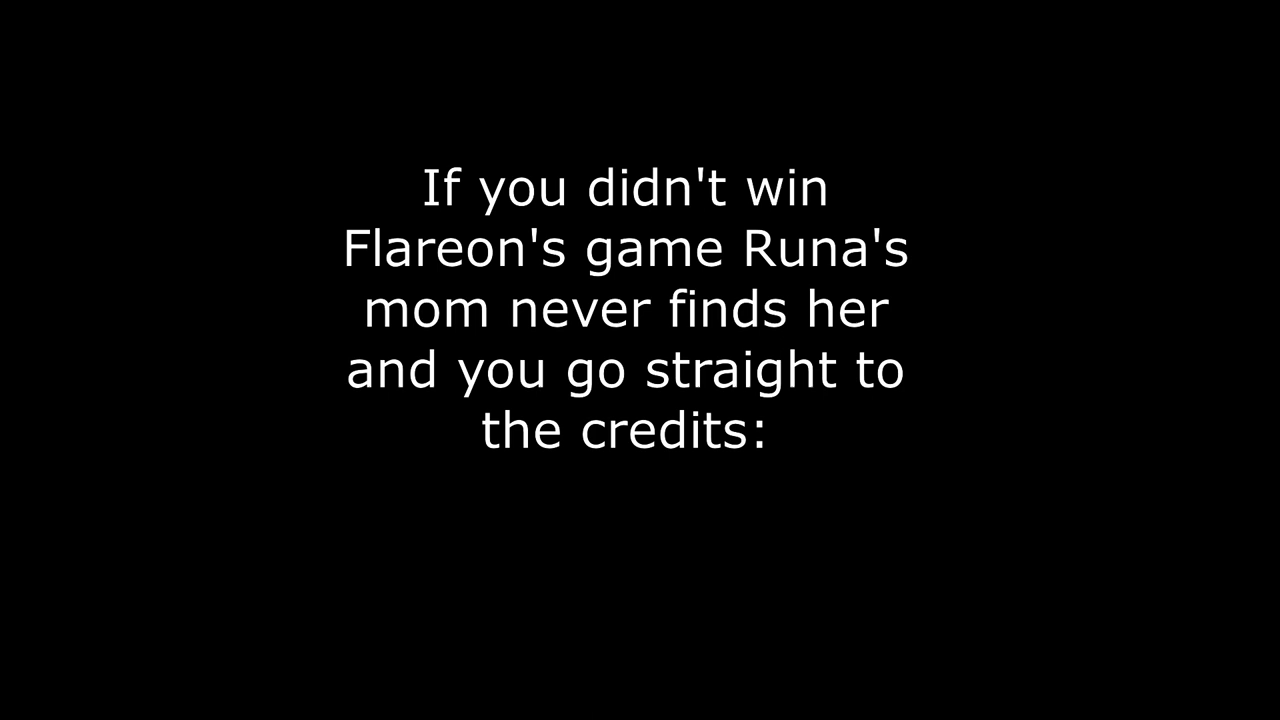 If you didn't win
Flareon's game Runa's
mom never finds her
and you go straight to
the credits: